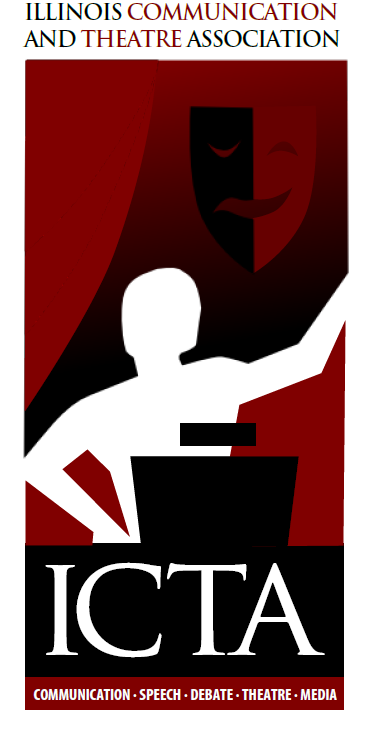 ILLINOIS COMMUNICATION
AND THEATRE ASSOCIATION
ICTA
COMMUNICATION · SPEECH · DEBATE · THEATRE · MEDIA